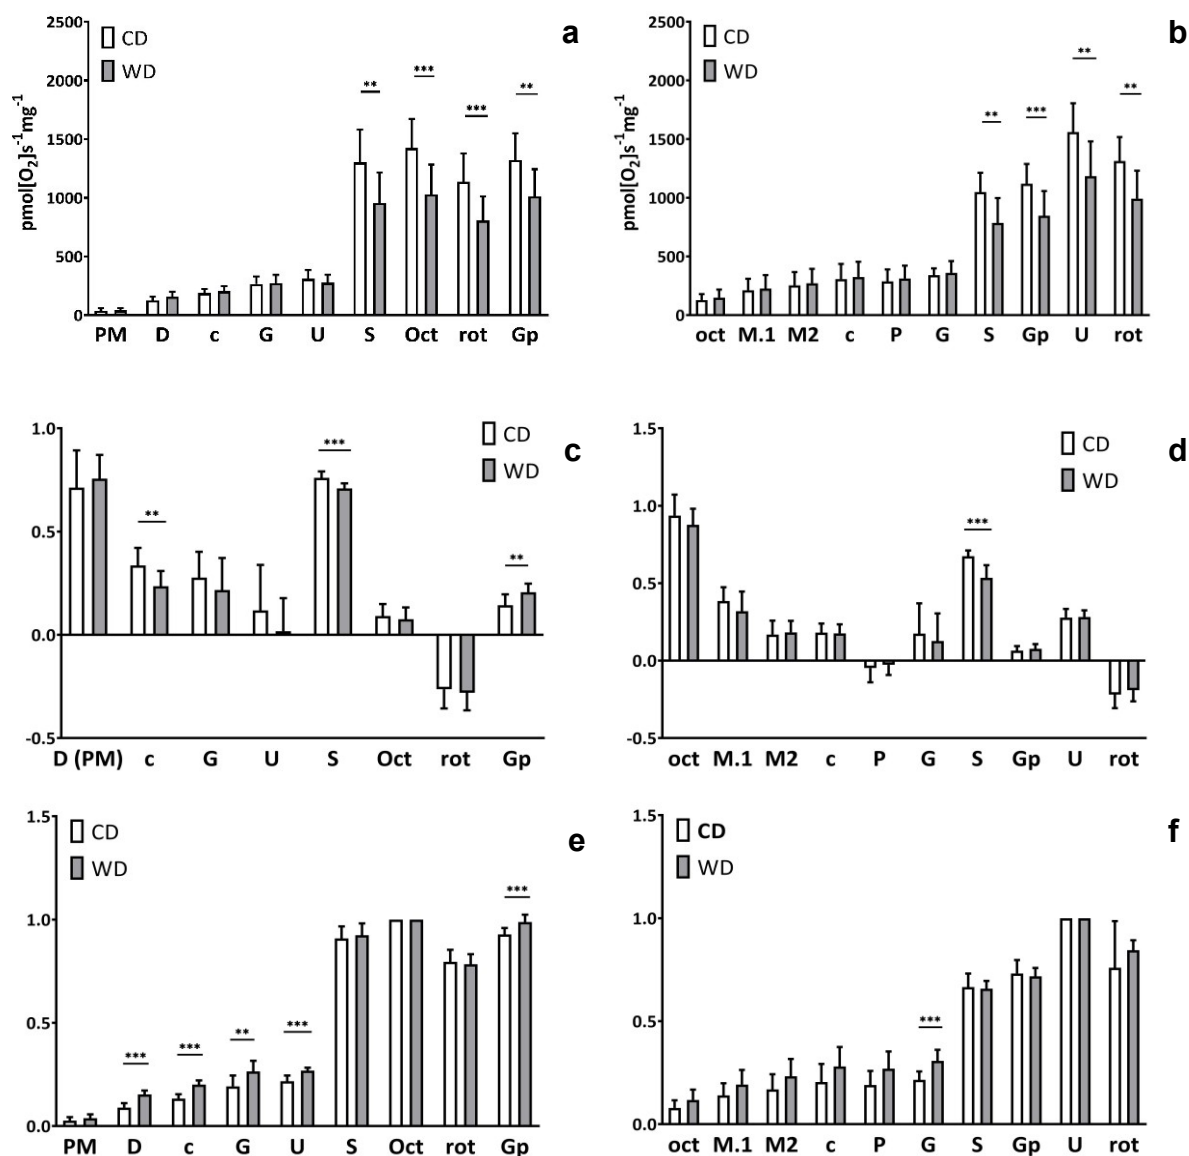 a
2500
2000
1500
1000
500
0
pmol[O₂]s⁻¹mg⁻¹
CD
WD
** *** *** **
PM D c G U S Oct rot Gp
b
2500
2000
1500
1000
500
0
pmol[O₂]s⁻¹mg⁻¹
CD
WD
** *** ** **
oct M.1 M2 c P G S Gp U rot
c
1.0
0.5
0.0
-0.5
CD
WD
** *** **
D (PM) c G U S Oct rot Gp
d
1.5
1.0
0.5
0.0
-0.5
CD
WD
***
oct M.1 M2 c P G S Gp U rot
e
1.5
1.0
0.5
0.0
CD
WD
*** *** ** *** ***
PM D c G U S Oct rot Gp
f
1.5
1.0
0.5
0.0
CD
WD
***
oct M.1 M2 c P G S Gp U rot